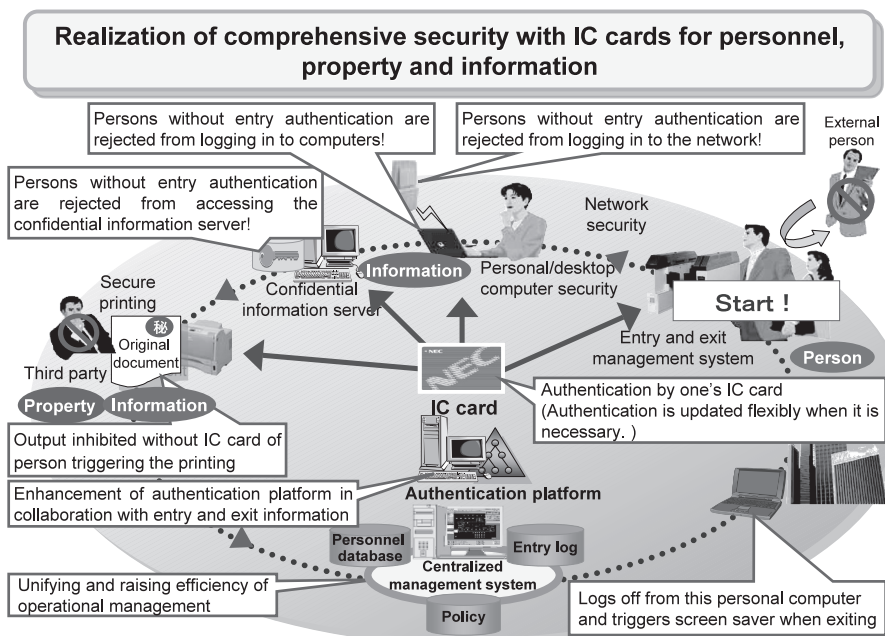 Realization of comprehensive security with IC cards for personnel,
property and information
Persons without entry authentication are
rejected from logging in to computers!
Persons without entry authentication are
rejected from logging in to the network!
External
person
Persons without entry authentication
are rejected from accessing the
confidential information server!
Network
security
Information
Personal/desktop
computer security
Confidential
information server
Secure
printing
Start !
秘
Original
document
Third party
Entry and exit
management system
Person
NEC
NEC
IC card
Authentication by one's IC card
(Authentication is updated flexibly when it is
necessary. )
Property
Information
Output inhibited without IC card of
person triggering the printing
Authentication platform
Enhancement of authentication platform in
collaboration with entry and exit information
Personnel
database
Entry log
Centralized
management system
Policy
Unifying and raising efficiency of
operational management
Logs off from this personal computer
and triggers screen saver when exiting